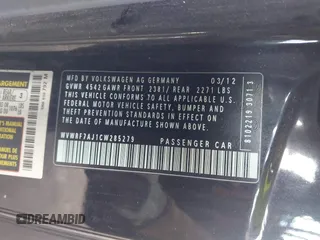 ARGEMENT
MFD BY VOLKSWAGEN AG GERMANY 03/12
GVWR 4542 GAWR FRONT 2381/ REAR 2271 LBS
THIS VEHICLE CONFORMS TO ALL APPLICABLE
FEDERAL MOTOR VEHICLE SAFETY, BUMPER,
AND THEFT PREVENTION STANDARDS IN EFFECT
ON THE DATE OF MANUFACTURE SHOWN ABOVE.
WVWBF7AJ1CW285279 PASSENGER CAR
DREAMBID